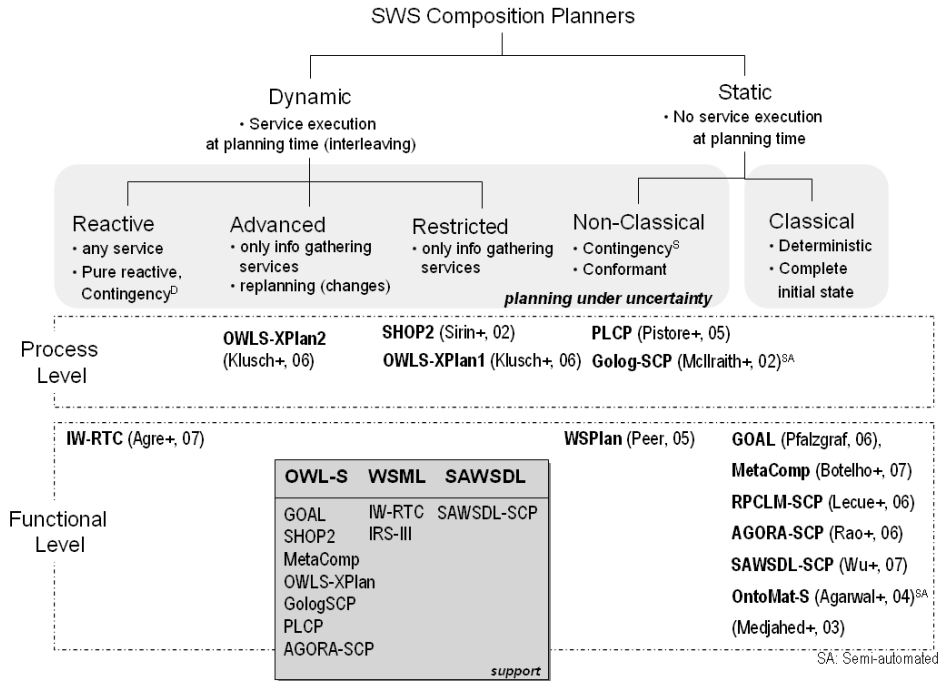 SWS Composition Planners
Dynamic
• Service execution
at planning time (interleaving)
Static
• No service execution
at planning time
Reactive
• any service
• Pure reactive,
Contingency^D
Advanced
• only info gathering
services
• replanning (changes)
Restricted
• only info gathering
services
Non-Classical
• Contingency^S
• Conformant
planning under uncertainty
Classical
• Deterministic
• Complete
initial state
Process
Level
OWLS-XPlan2
(Klusch+, 06)
SHOP2 (Sirin+, 02)
OWLS-XPlan1 (Klusch+, 06)
PLCP (Pistore+, 05)
Golog-SCP (McIlraith+, 02)^SA
Functional
Level
IW-RTC (Agre+, 07)
WSPlan (Peer, 05)
GOAL (Pfalzgraf, 06),
MetaComp (Botelho+, 07)
RPCLM-SCP (Lecue+, 06)
AGORA-SCP (Rao+, 06)
SAWSDL-SCP (Wu+, 07)
OntoMat-S (Agarwal+, 04)^SA
(Medjahed+, 03)
OWL-S WSML SAWSDL
GOAL IW-RTC SAWSDL-SCP
SHOP2 IRS-III
MetaComp
OWLS-XPlan
GologSCP
PLCP
AGORA-SCP
support
SA: Semi-automated